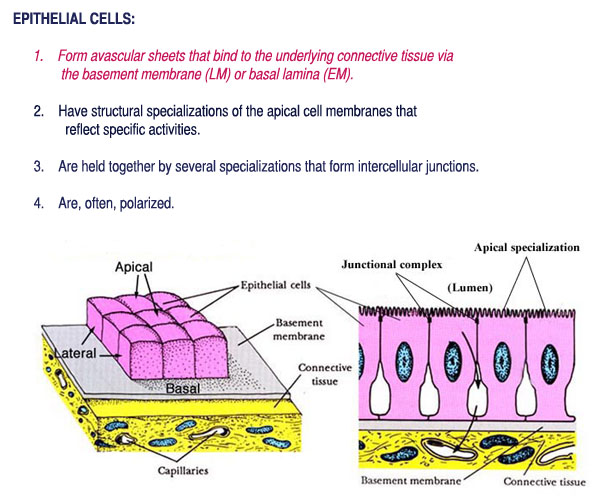 EPITHELIAL CELLS:
1. Form avascular sheets that bind to the underlying connective tissue via
the basement membrane (LM) or basal lamina (EM).
2. Have structural specializations of the apical cell membranes that
reflect specific activities.
3. Are held together by several specializations that form intercellular junctions.
4. Are, often, polarized.
Apical
Epithelial cells
Basement
membrane
Lateral
Basal
Connective
tissue
Capillaries
Apical specialization
Junctional complex
(Lumen)
Basement membrane
Connective tissue